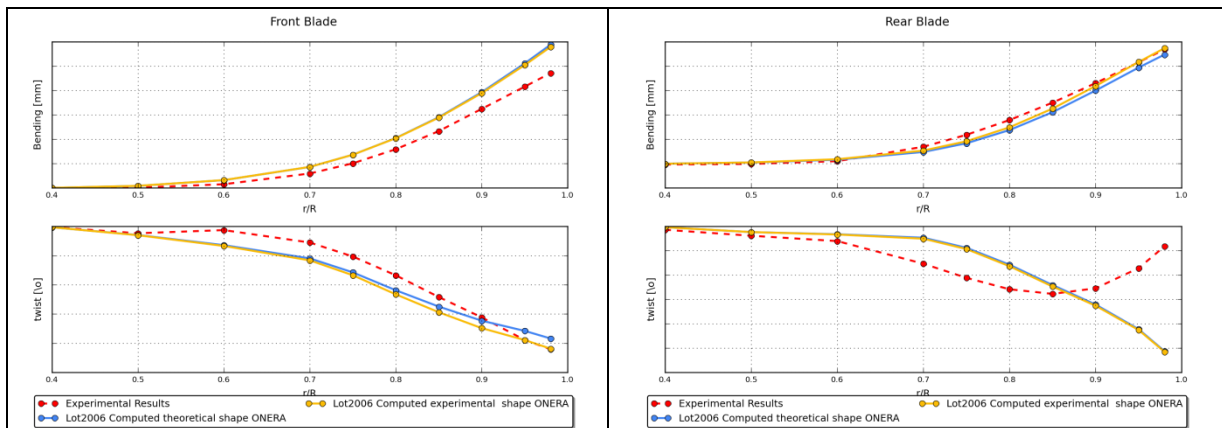 Front Blade
Bending [mm]
0.4 0.5 0.6 0.7 0.8 0.9 1.0
r/R
twist [\o]
0.4 0.5 0.6 0.7 0.8 0.9 1.0
r/R
Experimental Results
Lot2006 Computed theoretical shape ONERA
Lot2006 Computed experimental shape ONERA
Rear Blade
Bending [mm]
0.4 0.5 0.6 0.7 0.8 0.9 1.0
r/R
twist [\o]
0.4 0.5 0.6 0.7 0.8 0.9 1.0
r/R
Experimental Results
Lot2006 Computed theoretical shape ONERA
Lot2006 Computed experimental shape ONERA